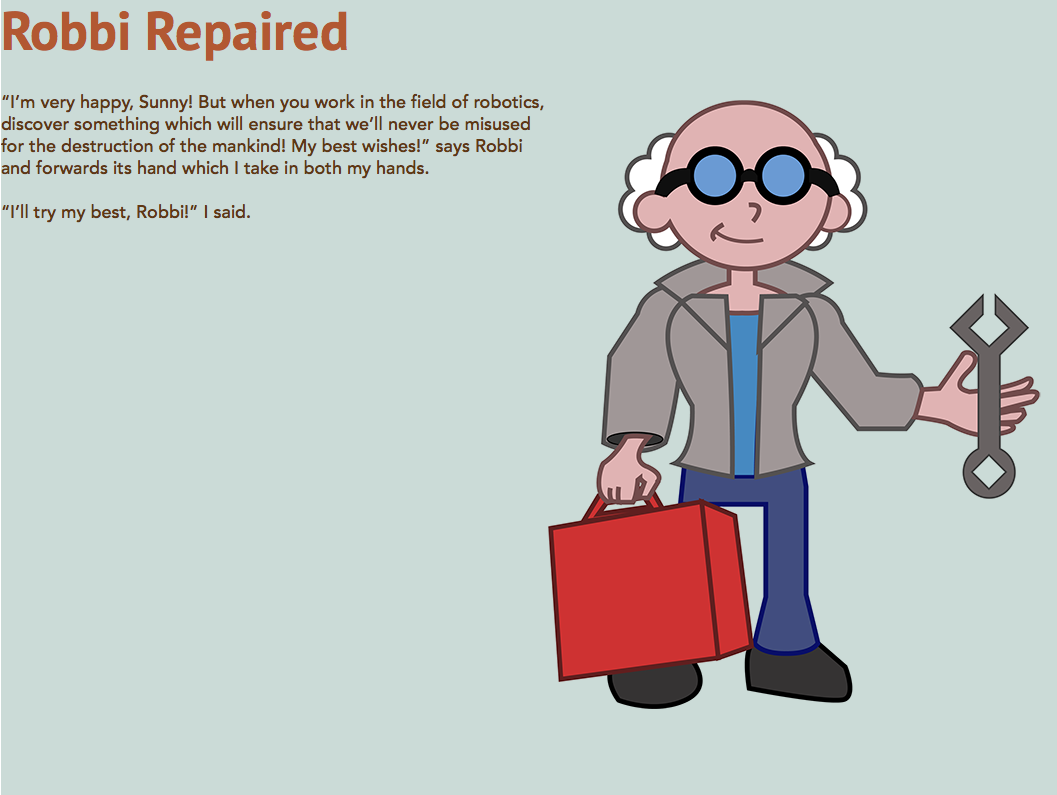 Robbi Repaired
“I’m very happy, Sunny! But when you work in the field of robotics,
discover something which will ensure that we’ll never be misused
for the destruction of the mankind! My best wishes!” says Robbi
and forwards its hand which I take in both my hands.
“I’ll try my best, Robbi!” I said.